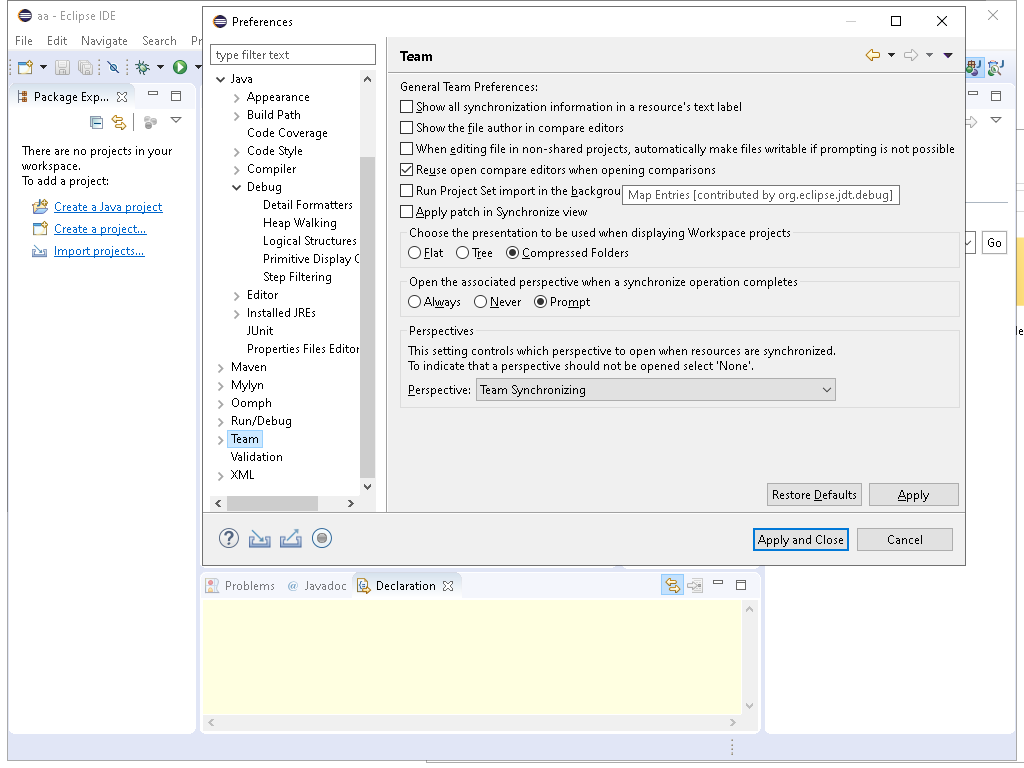 aa - Eclipse IDE
File Edit Navigate Search Pr
Package Exp...
There are no projects in your
workspace.
To add a project:
Create a Java project
Create a project...
Import projects...
Preferences
type filter text
Java
Appearance
Build Path
Code Coverage
Code Style
Compiler
Debug
Detail Formatters
Heap Walking
Logical Structures
Primitive Display C
Step Filtering
Editor
Installed JREs
JUnit
Properties Files Editor
Maven
Mylyn
Oomph
Run/Debug
Team
Validation
XML
Team
General Team Preferences:
Show all synchronization information in a resource's text label
Show the file author in compare editors
When editing file in non-shared projects, automatically make files writable if prompting is not possible
Reuse open compare editors when opening comparisons
Run Project Set import in the backgrou
Map Entries [contributed by org.eclipse.jdt.debug]
Apply patch in Synchronize view
Choose the presentation to be used when displaying Workspace projects
Flat Tree Compressed Folders
Open the associated perspective when a synchronize operation completes
Always Never Prompt
Perspectives
This setting controls which perspective to open when resources are synchronized.
To indicate that a perspective should not be opened select 'None'.
Perspective: Team Synchronizing
Restore Defaults Apply
Apply and Close Cancel
Go
le
Problems @ Javadoc Declaration